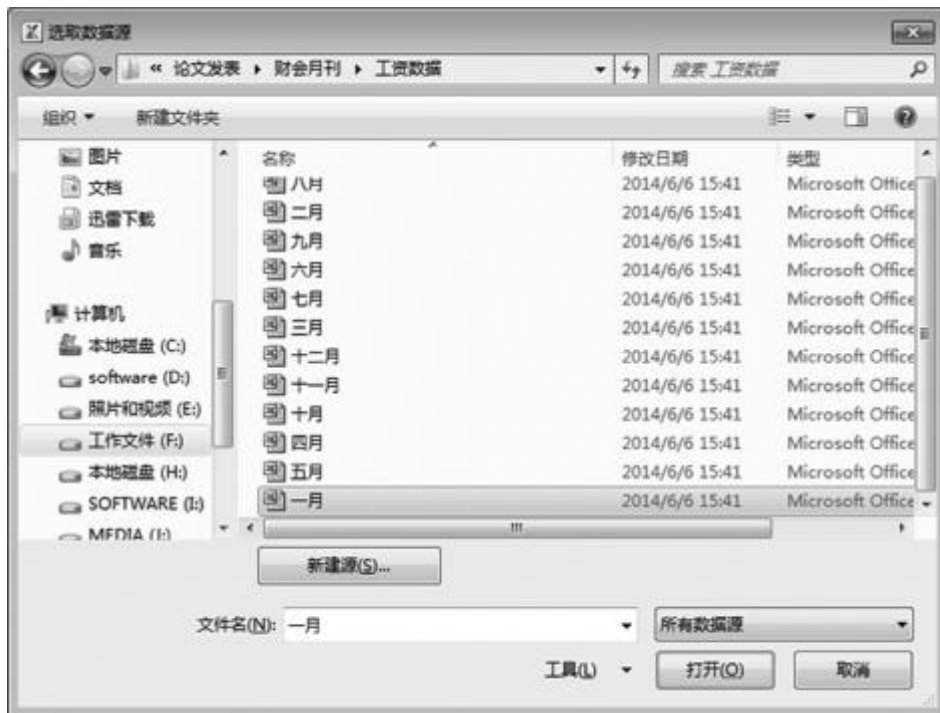 选取数据源
« 论文发表 ▸ 财会月刊 ▸ 工资数据
搜索 工资数据
组织 新建文件夹
图片
文档
迅雷下载
音乐
计算机
本地磁盘 (C:)
software (D:)
照片和视频 (E:)
工作文件 (F:)
本地磁盘 (H:)
SOFTWARE (I:)
MEDIA (J:)
名称 修改日期 类型
八月 2014/6/6 15:41 Microsoft Office
二月 2014/6/6 15:41 Microsoft Office
九月 2014/6/6 15:41 Microsoft Office
六月 2014/6/6 15:41 Microsoft Office
七月 2014/6/6 15:41 Microsoft Office
三月 2014/6/6 15:41 Microsoft Office
十二月 2014/6/6 15:41 Microsoft Office
十一月 2014/6/6 15:41 Microsoft Office
十月 2014/6/6 15:41 Microsoft Office
四月 2014/6/6 15:41 Microsoft Office
五月 2014/6/6 15:41 Microsoft Office
一月 2014/6/6 15:41 Microsoft Office
新建源(S)...
文件名(N): 一月 所有数据源
工具(L) 打开(O) 取消